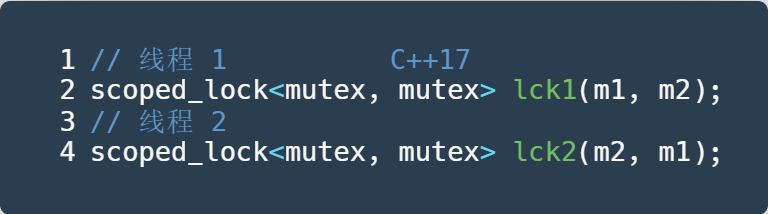 1 // 线程 1 C++17
2 scoped_lock<mutex, mutex> lck1(m1, m2);
3 // 线程 2
4 scoped_lock<mutex, mutex> lck2(m2, m1);